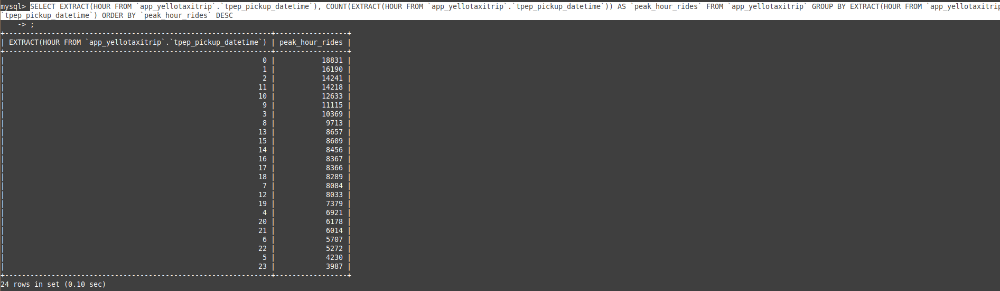 mysql> SELECT EXTRACT(HOUR FROM `app_yellotaxitrip`.`tpep_pickup_datetime`), COUNT(EXTRACT(HOUR FROM `app_yellotaxitrip`.`tpep_pickup_datetime`)) AS `peak_hour_rides` FROM `app_yellotaxitrip` GROUP BY EXTRACT(HOUR FROM `app_yellotaxitrip
`tpep_pickup_datetime`) ORDER BY `peak_hour_rides` DESC
    -> ;
+---------------------------------------------------------------+-----------------+
| EXTRACT(HOUR FROM `app_yellotaxitrip`.`tpep_pickup_datetime`) | peak_hour_rides |
+---------------------------------------------------------------+-----------------+
|                                                             0 |           18831 |
|                                                             1 |           16190 |
|                                                             2 |           14241 |
|                                                            11 |           14218 |
|                                                            10 |           12633 |
|                                                             9 |           11115 |
|                                                             3 |           10369 |
|                                                             8 |            9713 |
|                                                            13 |            8657 |
|                                                            15 |            8609 |
|                                                            14 |            8456 |
|                                                            16 |            8367 |
|                                                            17 |            8366 |
|                                                            18 |            8289 |
|                                                             7 |            8084 |
|                                                            12 |            8033 |
|                                                            19 |            7379 |
|                                                             4 |            6921 |
|                                                            20 |            6178 |
|                                                            21 |            6014 |
|                                                             6 |            5707 |
|                                                            22 |            5272 |
|                                                             5 |            4230 |
|                                                            23 |            3987 |
+---------------------------------------------------------------+-----------------+
24 rows in set (0.10 sec)